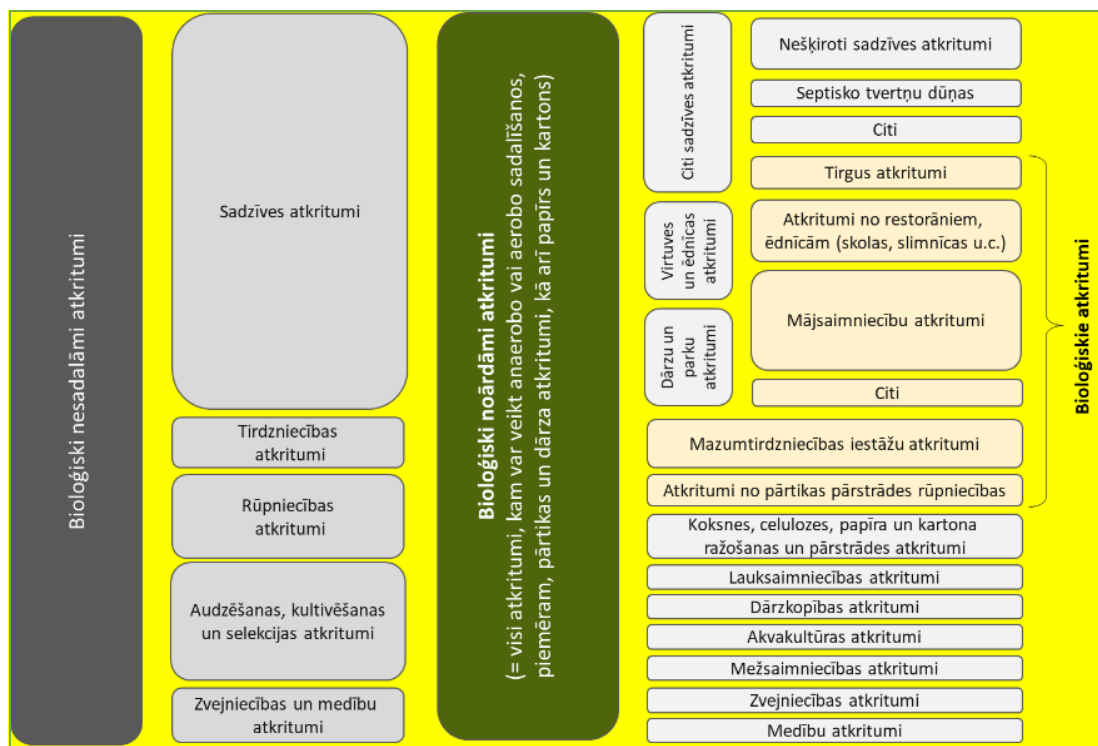 Bioloģiski nesadalāmi atkritumi
Sadzīves atkritumi
Tirdzniecības
atkritumi
Rūpniecības
atkritumi
Audzēšanas, kultivēšanas
un selekcijas atkritumi
Zvejniecības un medību
atkritumi
Bioloģiski noārdāmi atkritumi
(= visi atkritumi, kam var veikt anaerobo vai aerobo sadalīšanos,
piemēram, pārtikas un dārza atkritumi, kā arī papīrs un kartons)
Citi sadzīves atkritumi
Virtuves
un ēdnīcas
atkritumi
Dārzu un
parku
atkritumi
Nešķiroti sadzīves atkritumi
Septisko tvertņu dūņas
Citi
Tirgus atkritumi
Atkritumi no restorāniem,
ēdnīcām (skolas, slimnīcas u.c.)
Mājsaimniecību atkritumi
Citi
Mazumtirdzniecības iestāžu atkritumi
Atkritumi no pārtikas pārstrādes rūpniecības
Koksnes, celulozes, papīra un kartona
ražošanas un pārstrādes atkritumi
Lauksaimniecības atkritumi
Dārzkopības atkritumi
Akvakultūras atkritumi
Mežsaimniecības atkritumi
Zvejniecības atkritumi
Medību atkritumi
Bioloģiskie atkritumi